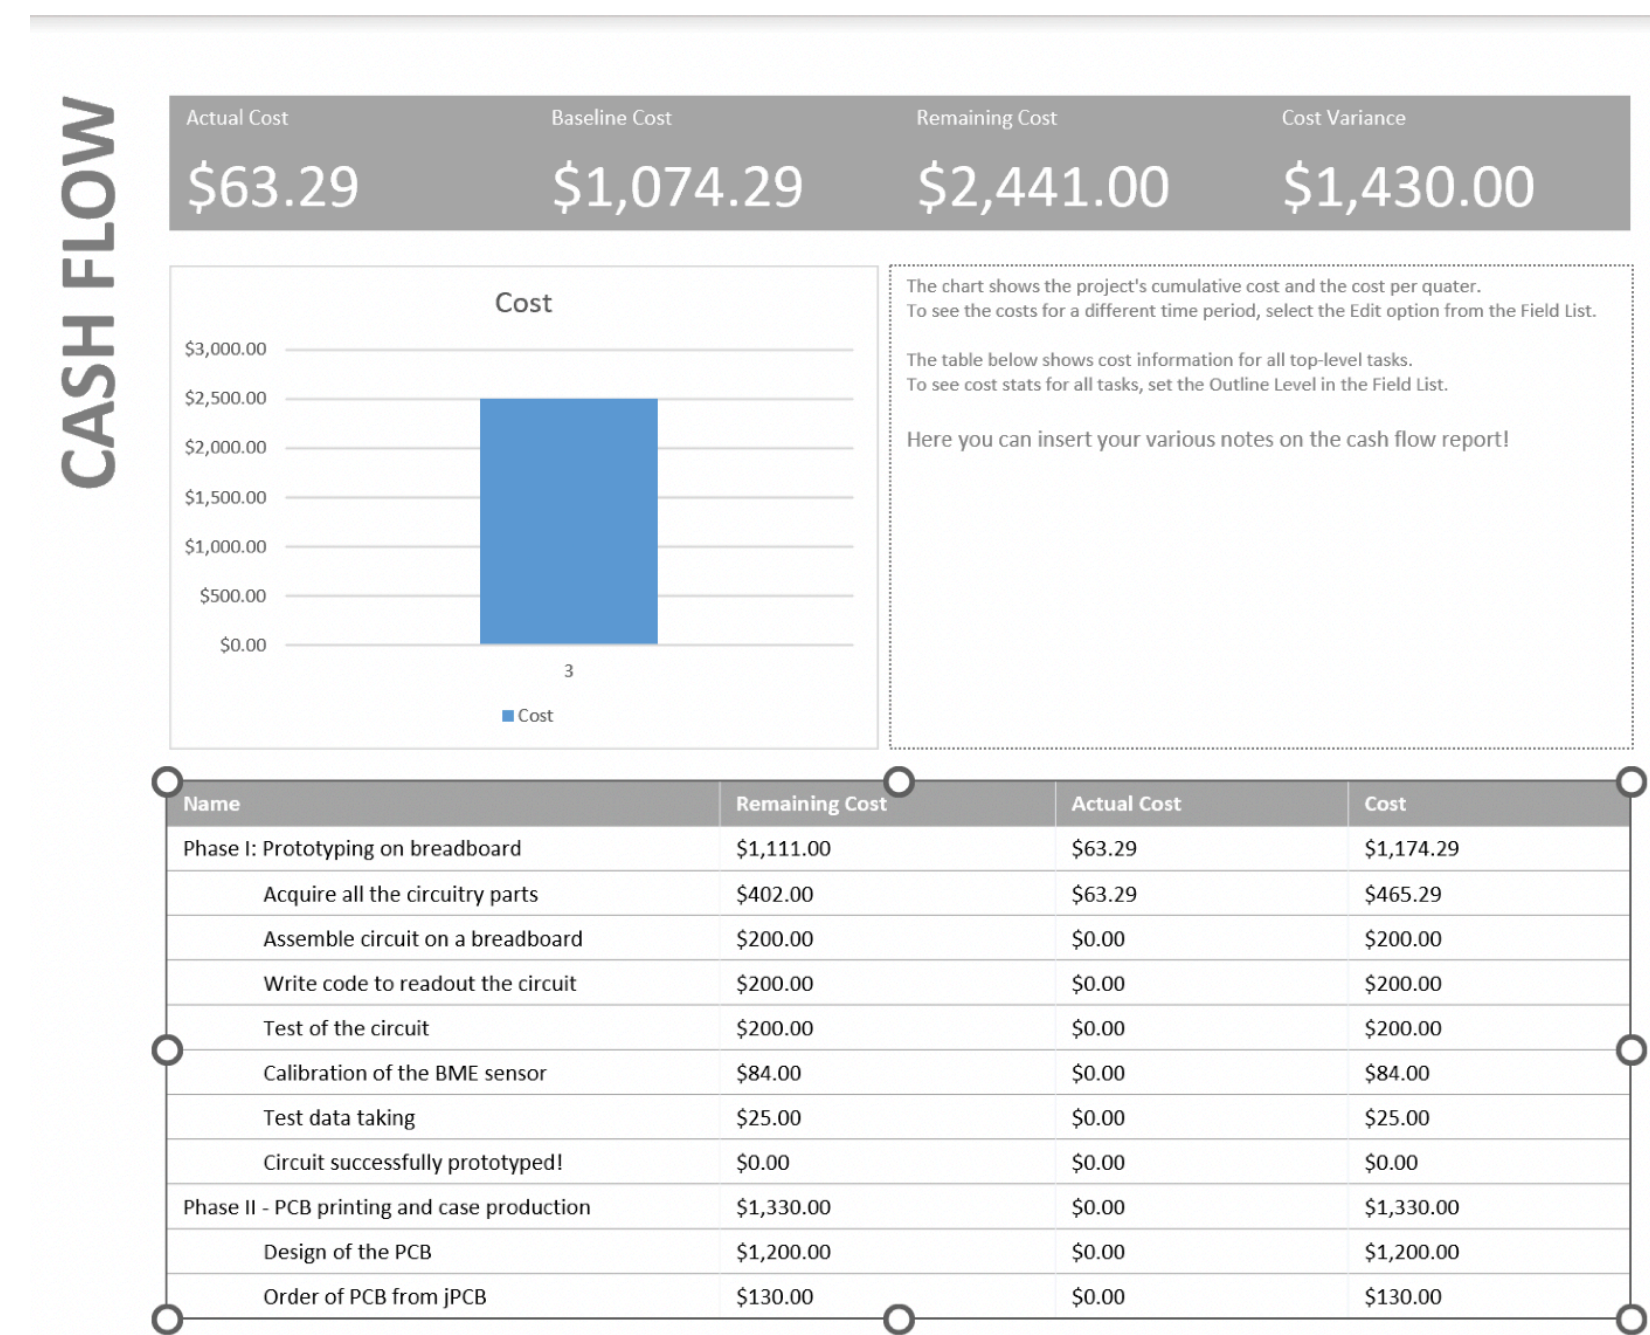 CASH FLOW
Actual Cost Baseline Cost Remaining Cost Cost Variance
$63.29 $1,074.29 $2,441.00 $1,430.00
Cost
$3,000.00
$2,500.00
$2,000.00
$1,500.00
$1,000.00
$500.00
$0.00
3
Cost
The chart shows the project's cumulative cost and the cost per quater.
To see the costs for a different time period, select the Edit option from the Field List.
The table below shows cost information for all top-level tasks.
To see cost stats for all tasks, set the Outline Level in the Field List.
Here you can insert your various notes on the cash flow report!
Name Remaining Cost Actual Cost Cost
Phase I: Prototyping on breadboard $1,111.00 $63.29 $1,174.29
Acquire all the circuitry parts $402.00 $63.29 $465.29
Assemble circuit on a breadboard $200.00 $0.00 $200.00
Write code to readout the circuit $200.00 $0.00 $200.00
Test of the circuit $200.00 $0.00 $200.00
Calibration of the BME sensor $84.00 $0.00 $84.00
Test data taking $25.00 $0.00 $25.00
Circuit successfully prototyped! $0.00 $0.00 $0.00
Phase II - PCB printing and case production $1,330.00 $0.00 $1,330.00
Design of the PCB $1,200.00 $0.00 $1,200.00
Order of PCB from jPCB $130.00 $0.00 $130.00